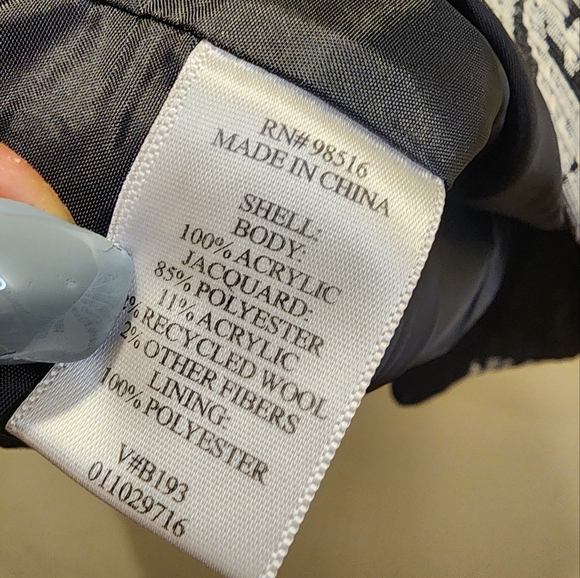 RN# 98516
MADE IN CHINA
SHELL:
BODY:
100% ACRYLIC
JACQUARD:
85% POLYESTER
11% ACRYLIC
% RECYCLED WOOL
2% OTHER FIBERS
LINING:
100% POLYESTER
V#B193
011029716